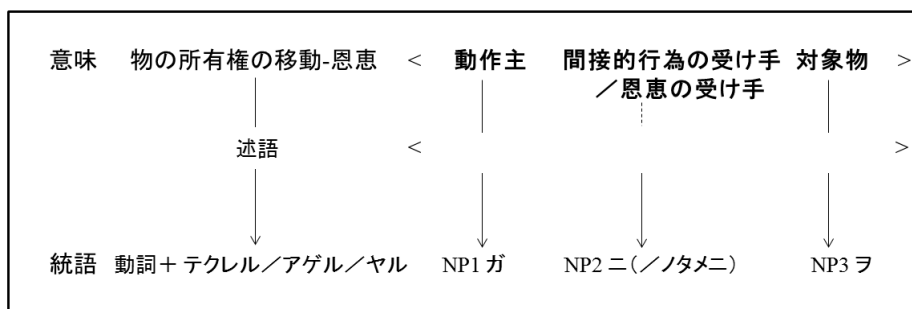 意味 物の所有権の移動-恩恵 < 動作主 間接的行為の受け手 対象物 >
／恩恵の受け手
述語 < >
統語 動詞＋テクレル／アゲル／ヤル NP1 ガ NP2 ニ(／ノタメニ) NP3 ヲ